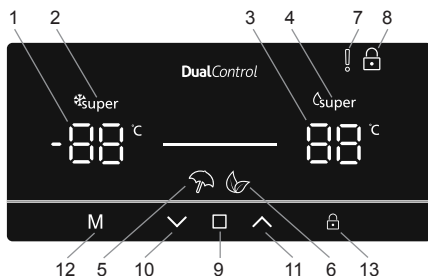 1 2 3 4 7 8
DualControl
super super
-88 °C 88 °C
M
12 5 10 9 11 6 13